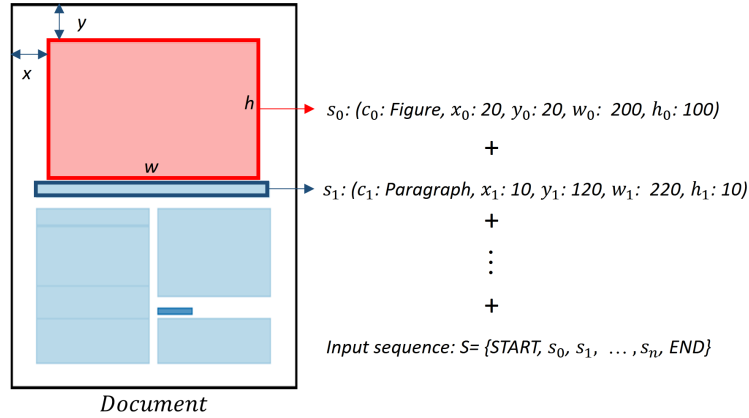 y
x
h
w
s₀: (c₀: Figure, x₀: 20, y₀: 20, w₀: 200, h₀: 100)
+
s₁: (c₁: Paragraph, x₁: 10, y₁: 120, w₁: 220, h₁: 10)
+
⋮
+
Input sequence: S= {START, s₀, s₁, … , sₙ, END}
Document